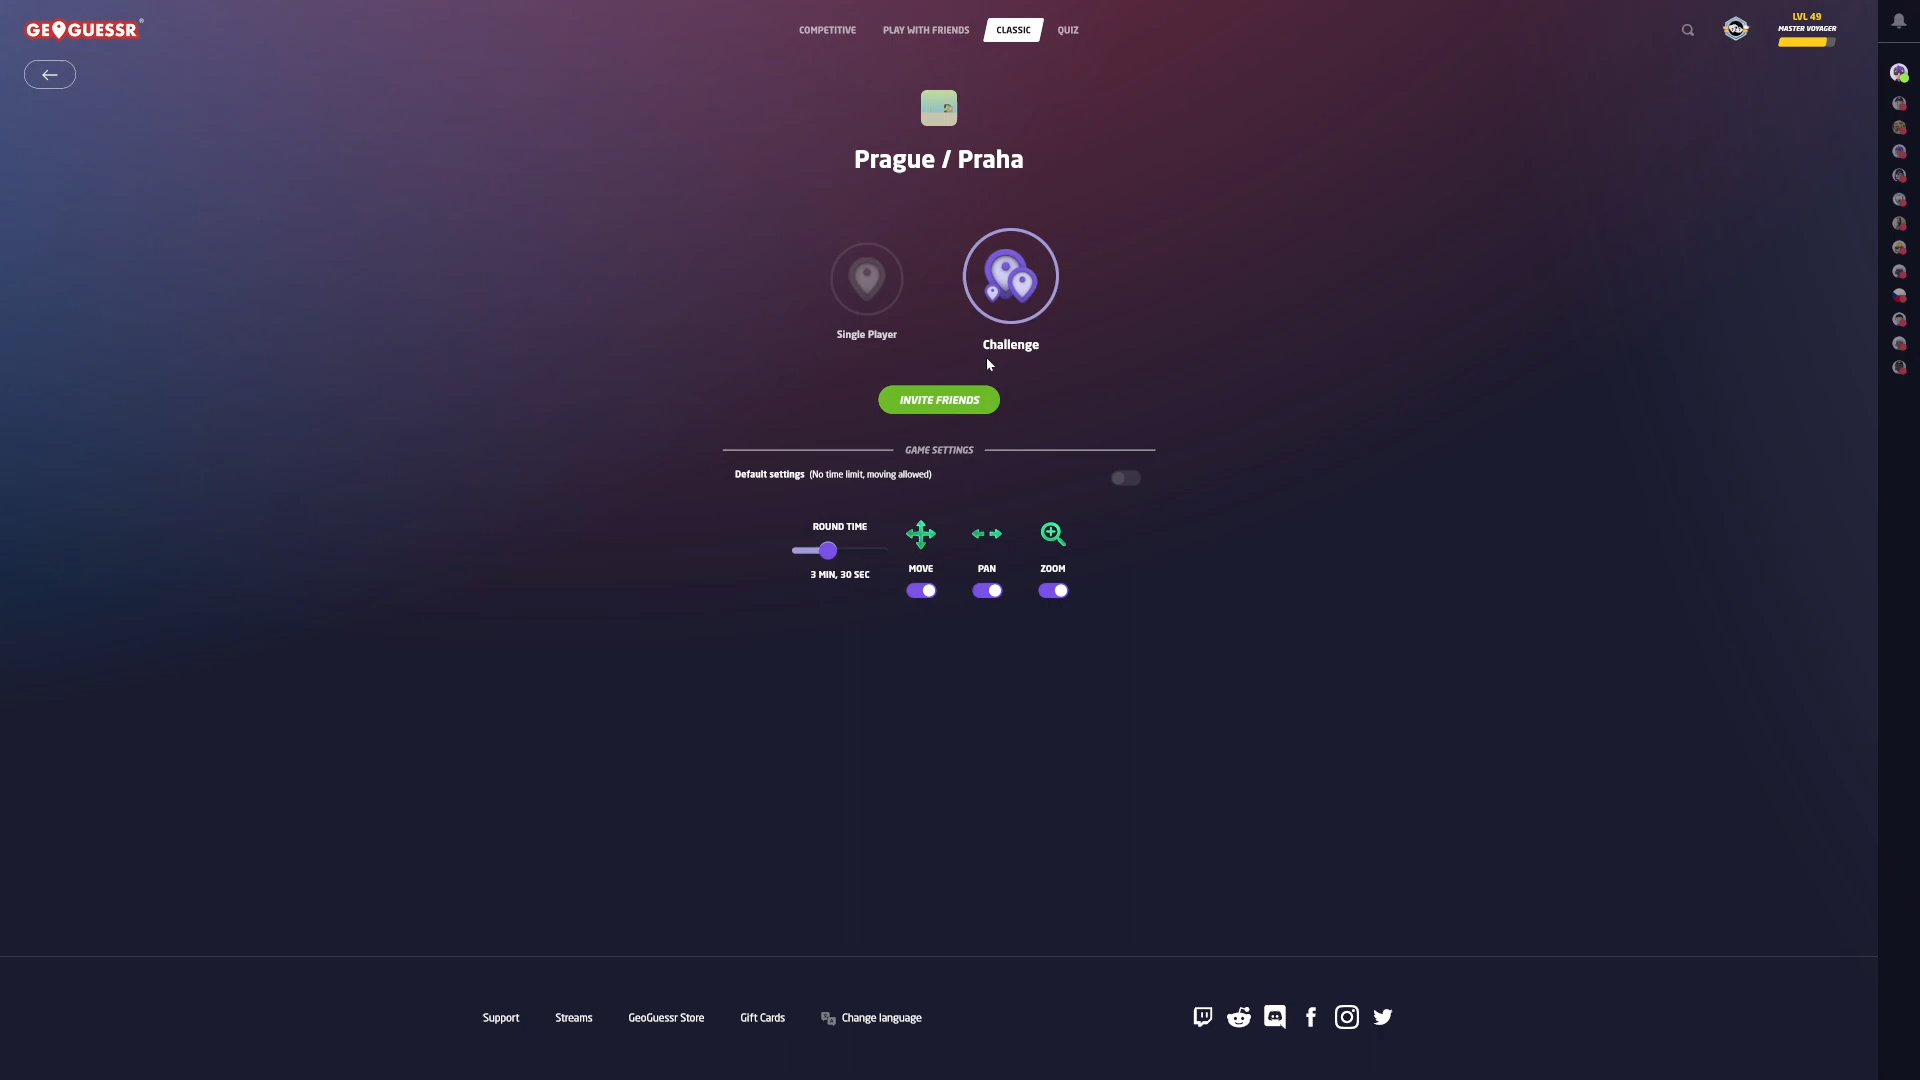 GEOGUESSR
COMPETITIVE
PLAY WITH FRIENDS
CLASSIC
QUIZ
LVL 49
MASTER VOYAGER
Prague / Praha
Single Player
Challenge
INVITE FRIENDS
GAME SETTINGS
Default settings (No time limit, moving allowed)
ROUND TIME
3 MIN, 30 SEC
MOVE
PAN
ZOOM
Support
Streams
GeoGuessr Store
Gift Cards
Change language